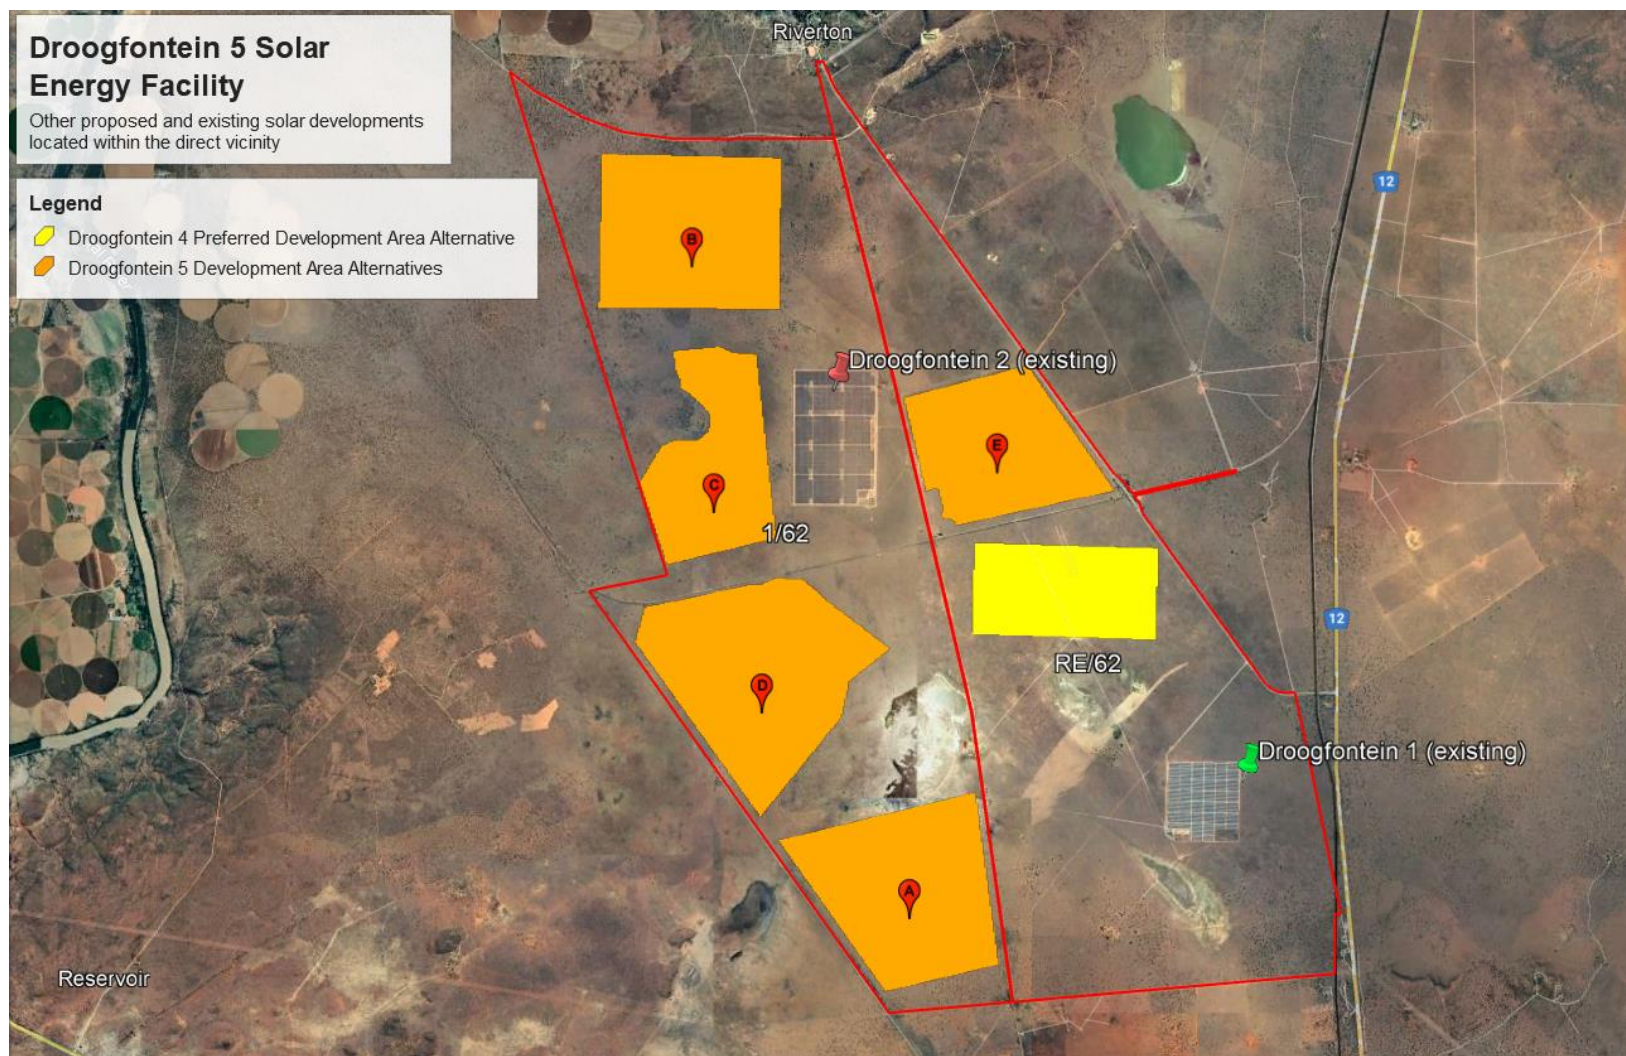 Droogfontein 5 Solar
Energy Facility
Other proposed and existing solar developments
located within the direct vicinity
Legend
Droogfontein 4 Preferred Development Area Alternative
Droogfontein 5 Development Area Alternatives
Riverton
12
B
Droogfontein 2 (existing)
E
C
1/62
12
RE/62
D
Droogfontein 1 (existing)
A
Reservoir